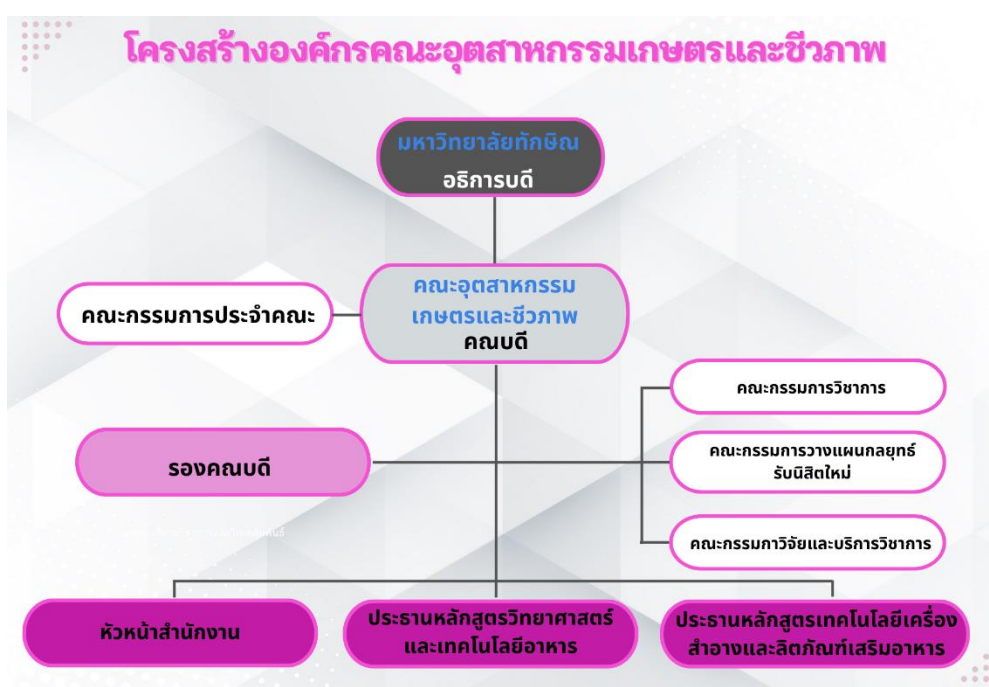 โครงสร้างองค์กรคณะอุตสาหกรรมเกษตรและชีวภาพ
มหาวิทยาลัยทักษิณ
อธิการบดี
คณะอุตสาหกรรม
เกษตรและชีวภาพ
คณบดี
คณะกรรมการประจำคณะ
คณะกรรมการวิชาการ
รองคณบดี
คณะกรรมการวางแผนกลยุทธ์
รับนิสิตใหม่
คณะกรรมกาวิจัยและบริการวิชาการ
หัวหน้าสำนักงาน
ประธานหลักสูตรวิทยาศาสตร์
และเทคโนโลยีอาหาร
ประธานหลักสูตรเทคโนโลยีเครื่อง
สำอางและลิตภัณท์เสริมอาหาร